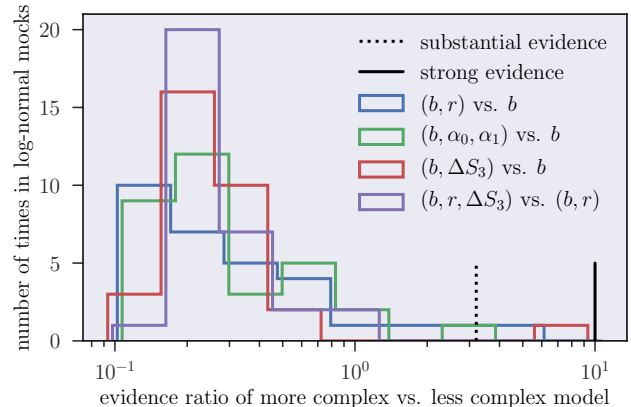 number of times in log-normal mocks
20
15
10
5
0
substantial evidence
strong evidence
(b, r) vs. b
(b, α₀, α₁) vs. b
(b, ΔS₃) vs. b
(b, r, ΔS₃) vs. (b, r)
10⁻¹
10⁰
10¹
evidence ratio of more complex vs. less complex model